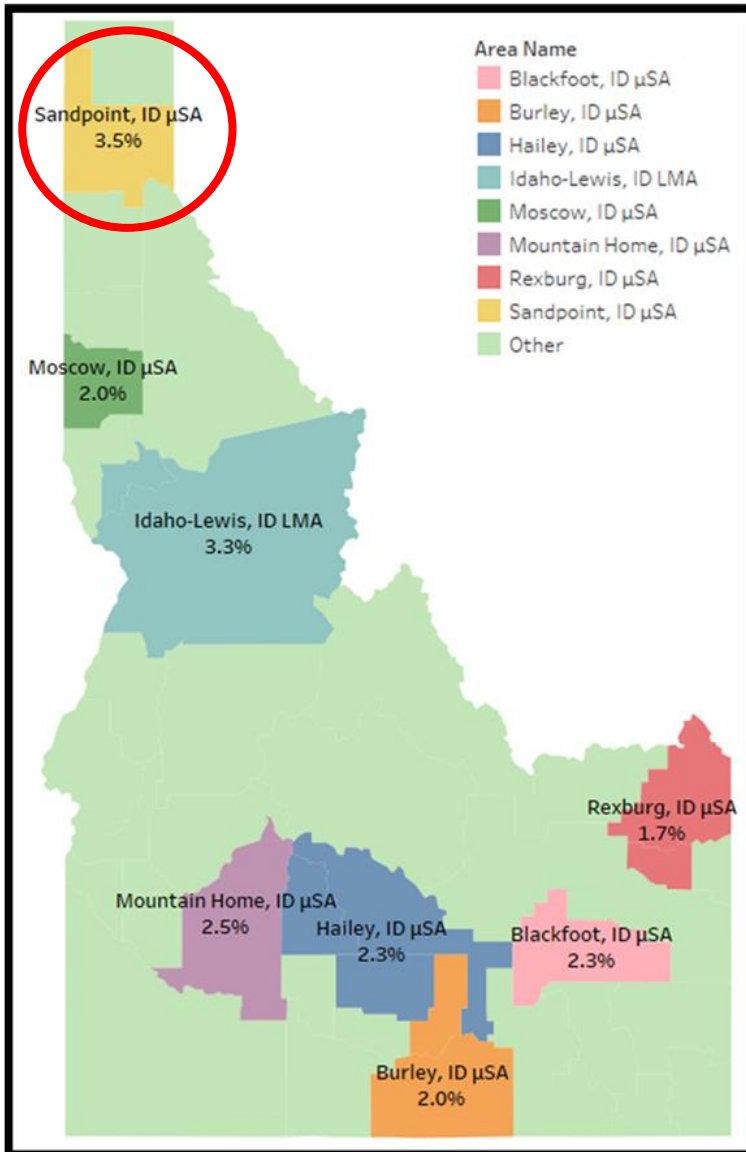 Area Name
Blackfoot, ID µSA
Burley, ID µSA
Hailey, ID µSA
Idaho-Lewis, ID LMA
Moscow, ID µSA
Mountain Home, ID µSA
Rexburg, ID µSA
Sandpoint, ID µSA
Other
Sandpoint, ID µSA
3.5%
Moscow, ID µSA
2.0%
Idaho-Lewis, ID LMA
3.3%
Rexburg, ID µSA
1.7%
Mountain Home, ID µSA
2.5%
Hailey, ID µSA
2.3%
Blackfoot, ID µSA
2.3%
Burley, ID µSA
2.0%